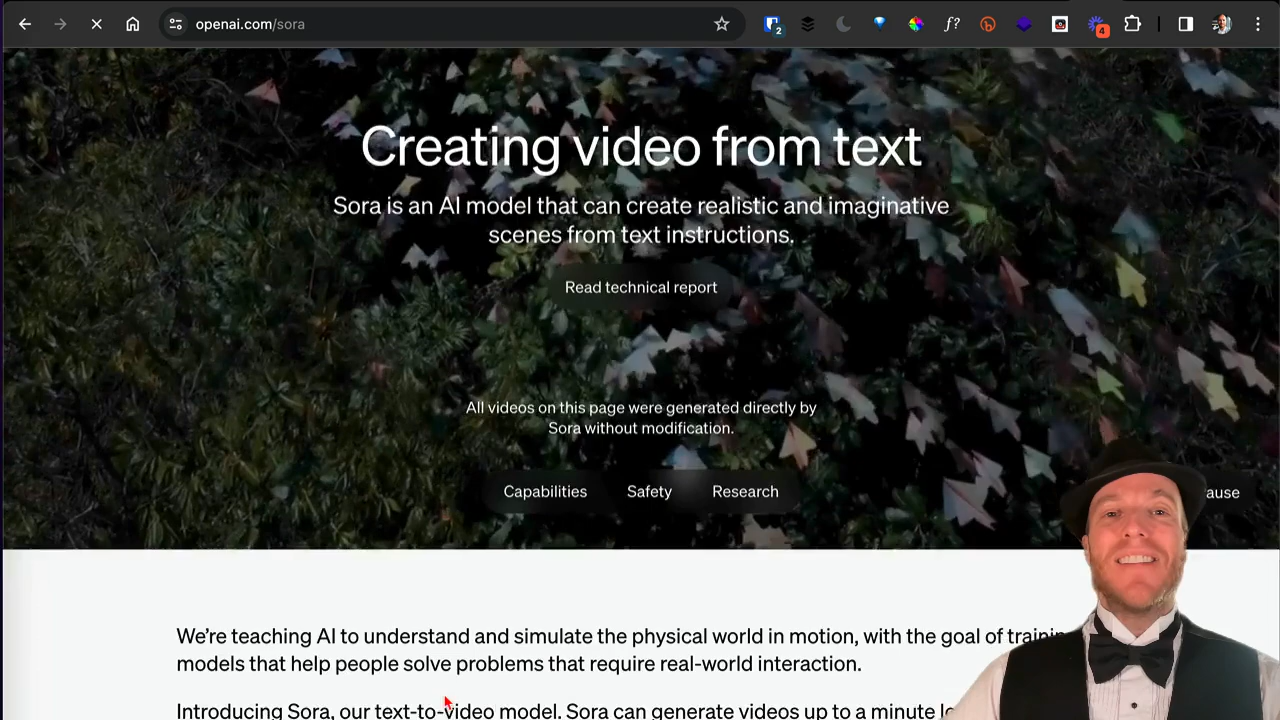 openai.com/sora
2
f?
4
Creating video from text
Sora is an AI model that can create realistic and imaginative
scenes from text instructions.
Read technical report
All videos on this page were generated directly by
Sora without modification.
Capabilities Safety Research
ause
We’re teaching AI to understand and simulate the physical world in motion, with the goal of training
models that help people solve problems that require real-world interaction.
Introducing Sora, our text-to-video model. Sora can generate videos up to a minute